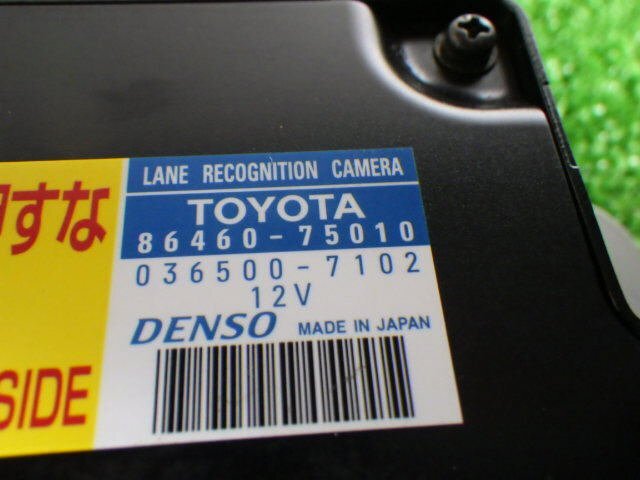 LANE RECOGNITION CAMERA
TOYOTA
86460-75010
036500-7102
12V
DENSO MADE IN JAPAN
すな
SIDE